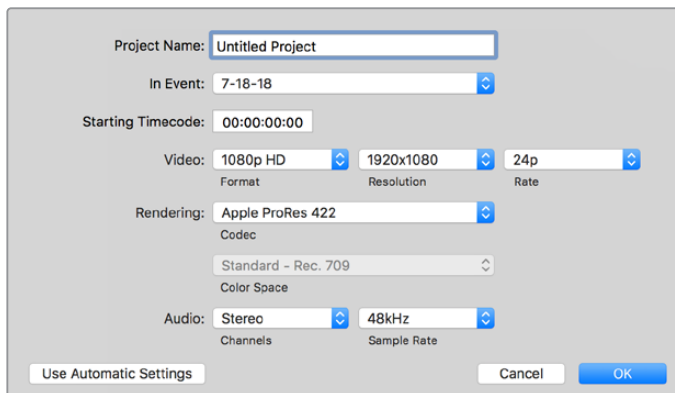 Project Name: Untitled Project
In Event: 7-18-18
Starting Timecode: 00:00:00:00
Video: 1080p HD 1920x1080 24p
Format Resolution Rate
Rendering: Apple ProRes 422
Codec
Standard - Rec. 709
Color Space
Audio: Stereo 48kHz
Channels Sample Rate
Use Automatic Settings Cancel OK